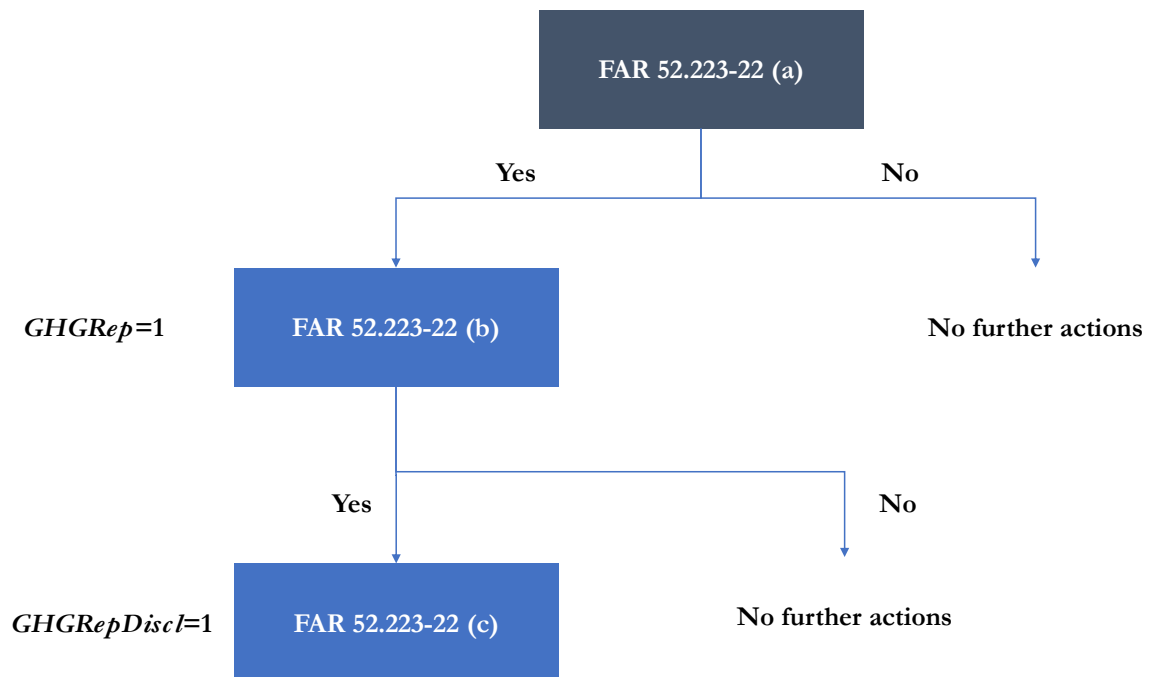 FAR 52.223-22 (a)
Yes
No
GHGRep=1
FAR 52.223-22 (b)
No further actions
Yes
No
GHGRepDiscl=1
FAR 52.223-22 (c)
No further actions